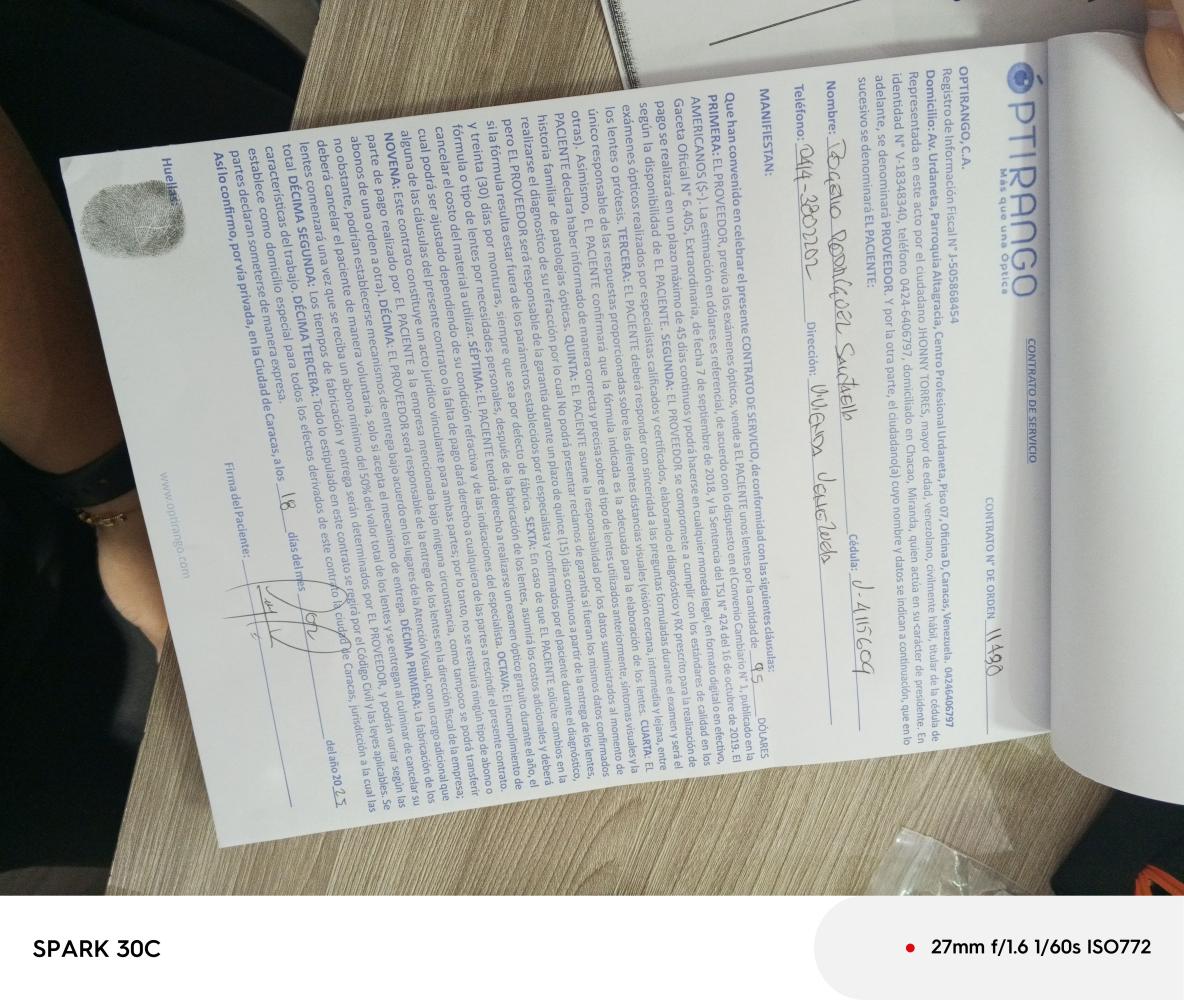 ÓPTIRANGO
Más que una Óptica
CONTRATO DE SERVICIO
CONTRATO N° DE ORDEN 11490
OPTIRANGO, C.A.
Registro de Información Fiscal N° J-505868454
Domicilio: Av. Urdaneta, Parroquia Altagracia, Centro Profesional Urdaneta, Piso 07, Oficina D, Caracas, Venezuela. 04246406797
Representada en este acto por el ciudadano JHONNY TORRES, mayor de edad, venezolano, civilmente hábil, titular de la cédula de
identidad N° V-18348340, teléfono 0424-6406797, domiciliado en Chacao, Miranda, quien actúa en su carácter de presidente. En
adelante, se denominará PROVEEDOR. Y por la otra parte, el ciudadano(a) cuyo nombre y datos se indican a continuación, que en lo
sucesivo se denominará EL PACIENTE:
Nombre: Cédula:
Teléfono: 0414-3802202 Dirección: Vivienda Venezuela
MANIFIESTAN:
Que han convenido en celebrar el presente CONTRATO DE SERVICIO, de conformidad con las siguientes cláusulas:
PRIMERA: EL PROVEEDOR, previo a los exámenes ópticos, vende a EL PACIENTE unos lentes por la cantidad de 95 DÓLARES
AMERICANOS ($-). La estimación en dólares es referencial, de acuerdo con lo dispuesto en el Convenio Cambiario N° 1, publicado en la
Gaceta Oficial N° 6.405, Extraordinaria, de fecha 7 de septiembre de 2018, y la Sentencia del TSJ N° 424 del 16 de octubre de 2019. El
pago se realizará en un plazo máximo de 45 días continuos y podrá hacerse en cualquier moneda legal, en formato digital o en efectivo,
según la disponibilidad de EL PACIENTE. SEGUNDA: EL PROVEEDOR se compromete a cumplir con los estándares de calidad en los
exámenes ópticos realizados por especialistas calificados y certificados, elaborando el diagnóstico y RX prescrito para la realización de
los lentes o prótesis. TERCERA: EL PACIENTE deberá responder con sinceridad a las preguntas formuladas durante el examen y será el
único responsable de las respuestas proporcionadas sobre las diferentes distancias visuales (visión cercana, intermedia y lejana, entre
otras). Asimismo, EL PACIENTE confirmará que la fórmula indicada es la adecuada para la elaboración de los lentes. CUARTA: EL
PACIENTE declara haber informado de manera correcta y precisa sobre el tipo de lentes utilizados anteriormente, síntomas visuales y la
historia familiar de patologías ópticas. QUINTA: EL PACIENTE asume la responsabilidad por los datos suministrados al momento de
realizarse el diagnostico de su refracción por lo cual No podrá presentar reclamos de garantía si fueran los mismos datos confirmados
pero EL PROVEEDOR será responsable de la garantía durante un plazo de quince (15) días continuos a partir de la entrega de los lentes,
si la fórmula resulta estar fuera de los parámetros establecidos por el especialista y confirmados por el paciente durante el diagnóstico,
y treinta (30) días por monturas, siempre que sea por defecto de fábrica. SEXTA: En caso de que EL PACIENTE solicite cambios en la
fórmula o tipo de lentes por necesidades personales, después de la fabricación de los lentes, asumirá los costos adicionales y deberá
cancelar el costo del material a utilizar. SÉPTIMA: EL PACIENTE tendrá derecho a realizarse un examen óptico gratuito durante el año, el
cual podrá ser ajustado dependiendo de su condición refractiva y de las indicaciones del especialista. OCTAVA: El incumplimiento de
alguna de las cláusulas del presente contrato o la falta de pago dará derecho a cualquiera de las partes a rescindir el presente contrato.
NOVENA: Este contrato constituye un acto jurídico vinculante para ambas partes; por lo tanto, no se restituirá ningún tipo de abono o
parte de pago realizado por EL PACIENTE a la empresa mencionada bajo ninguna circunstancia, como tampoco se podrá transferir
abonos de una orden a otra). DÉCIMA: EL PROVEEDOR será responsable de la entrega de los lentes en la dirección fiscal de la empresa;
no obstante, podrían establecerse mecanismos de entrega bajo acuerdo en los lugares de la Atención Visual, con un cargo adicional que
deberá cancelar el paciente de manera voluntaria, solo si acepta el mecanismo de entrega. DÉCIMA PRIMERA: La fabricación de los
lentes comenzará una vez que se reciba un abono mínimo del 50% del valor total de los lentes y se entregan al culminar de cancelar su
total DÉCIMA SEGUNDA: Los tiempos de fabricación y entrega serán determinados por EL PROVEEDOR, y podrán variar según las
características del trabajo. DÉCIMA TERCERA: Todo lo estipulado en este contrato se regirá por el Código Civil y las leyes aplicables. Se
establece como domicilio especial para todos los efectos derivados de este contrato la ciudad de Caracas, jurisdicción a la cual las
partes declaran someterse de manera expresa.
Así lo confirmo, por vía privada, en la Ciudad de Caracas, a los 18 días del mes del año 2025
Firma del Paciente:
Huellas
www.optirango.com
SPARK 30C
27mm f/1.6 1/60s ISO772